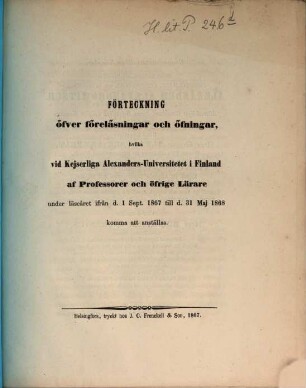 H. lit. P. 246 d
FÖRTECKNING
öfver föreläsningar och öfningar,
hvilka
vid Kejserliga Alexanders-Universitetet i Finland
af Professorer och öfrige Lärare
under läseåret ifrån d. 1 Sept. 1867 till d. 31 Maj 1868
komma att anställas.
Helsingfors, tryckt hos J. C. Frenckell & Son, 1867.